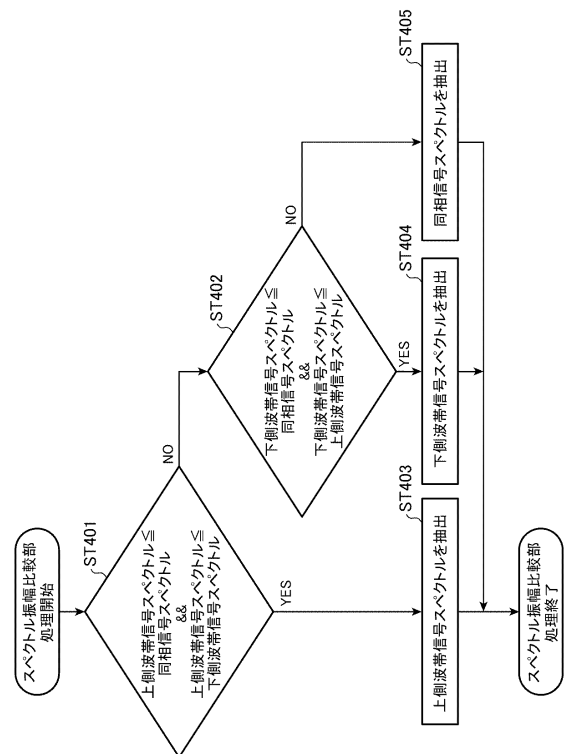 スペクトル振幅比較部
処理開始
ST401
上側波帯信号スペクトル≦
同相信号スペクトル
&&
上側波帯信号スペクトル≦
下側波帯信号スペクトル
NO
YES
ST402
下側波帯信号スペクトル≦
同相信号スペクトル
&&
下側波帯信号スペクトル≦
上側波帯信号スペクトル
NO
YES
ST403
上側波帯信号スペクトルを抽出
ST404
下側波帯信号スペクトルを抽出
ST405
同相信号スペクトルを抽出
スペクトル振幅比較部
処理終了